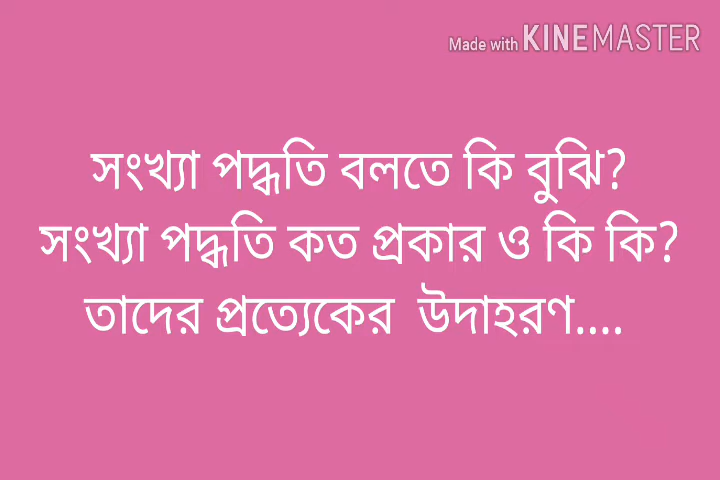 Made with KINEMASTER
সংখ্যা পদ্ধতি বলতে কি বুঝি?
সংখ্যা পদ্ধতি কত প্রকার ও কি কি?
তাদের প্রত্যেকের উদাহরণ....